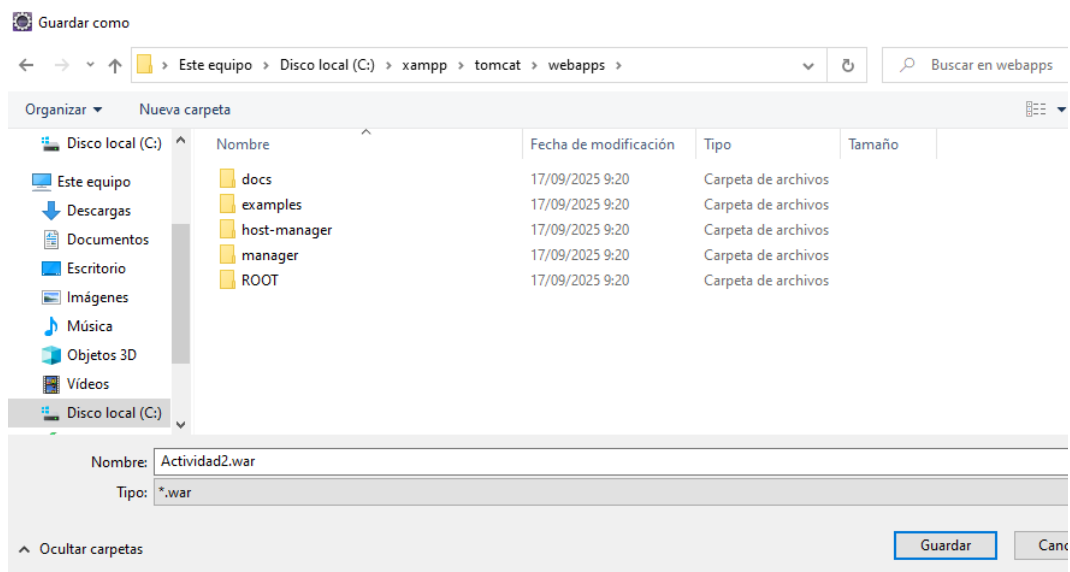 Guardar como
Este equipo > Disco local (C:) > xampp > tomcat > webapps >
Buscar en webapps
Organizar Nueva carpeta
Disco local (C:)
Este equipo
Descargas
Documentos
Escritorio
Imágenes
Música
Objetos 3D
Vídeos
Disco local (C:)
Nombre Fecha de modificación Tipo Tamaño
docs 17/09/2025 9:20 Carpeta de archivos
examples 17/09/2025 9:20 Carpeta de archivos
host-manager 17/09/2025 9:20 Carpeta de archivos
manager 17/09/2025 9:20 Carpeta de archivos
ROOT 17/09/2025 9:20 Carpeta de archivos
Nombre: Actividad2.war
Tipo: *.war
Ocultar carpetas
Guardar Canc